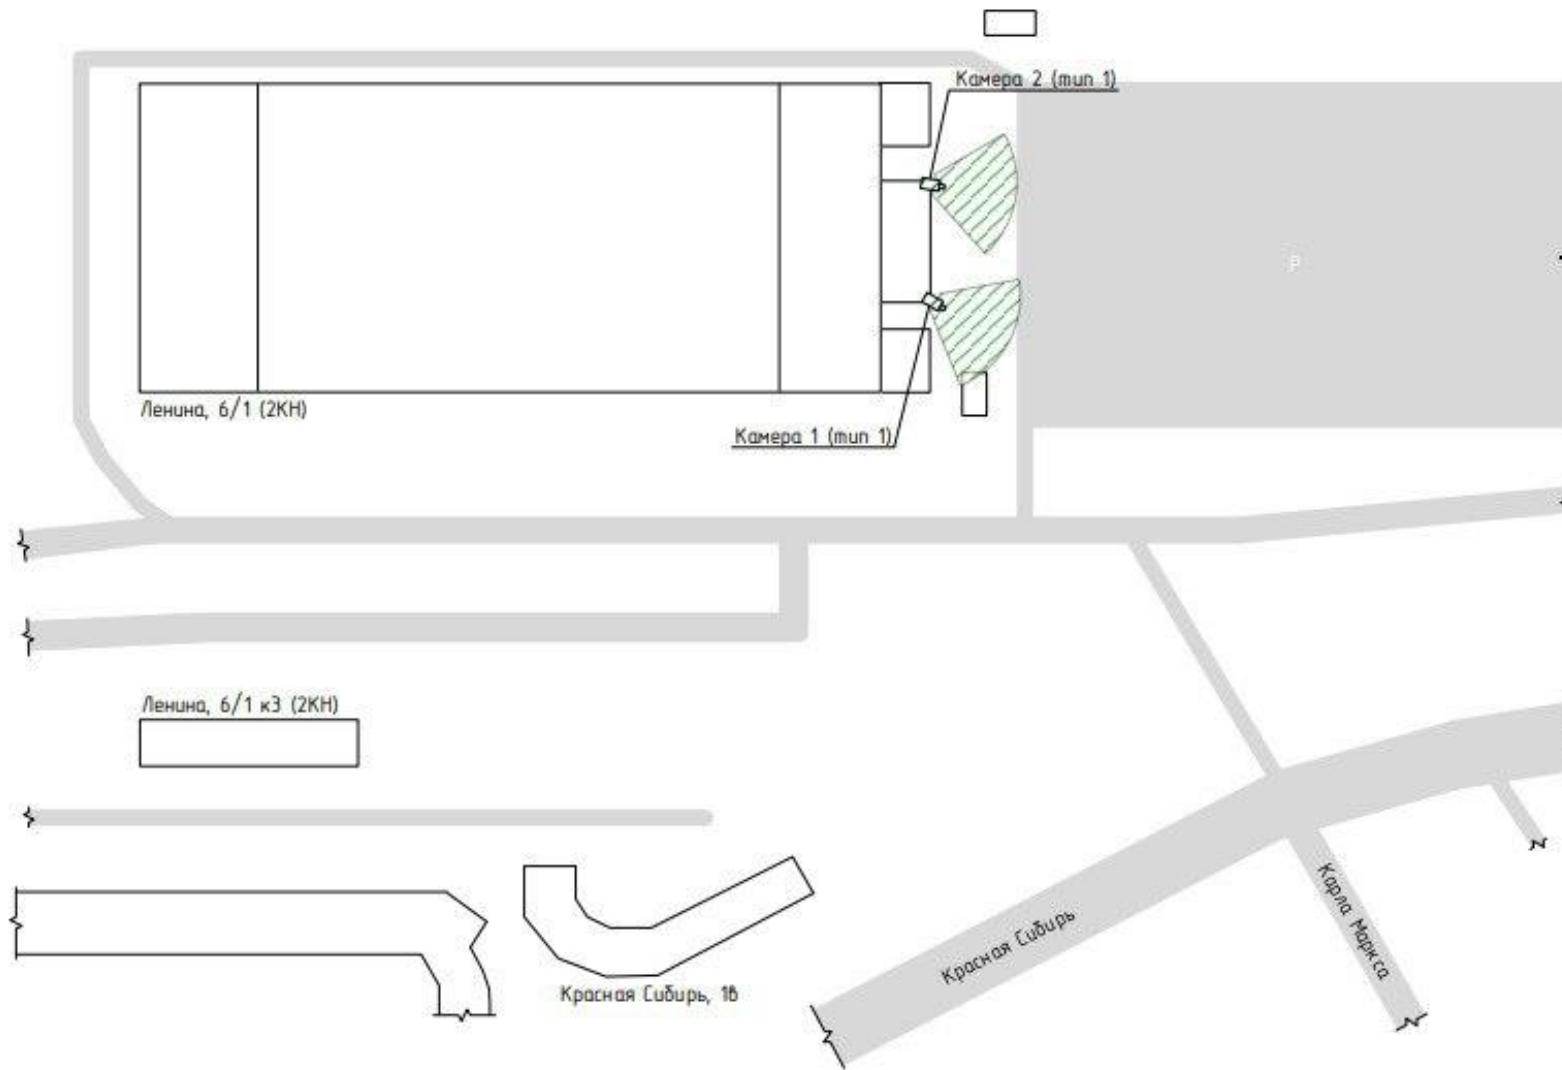 Камера 2 (тип 1)
Р
Ленина, 6/1 (2КН)
Камера 1 (тип 1)
Ленина, 6/1 к3 (2КН)
Карла Маркса
Красная Сибирь
Красная Сибирь, 1в